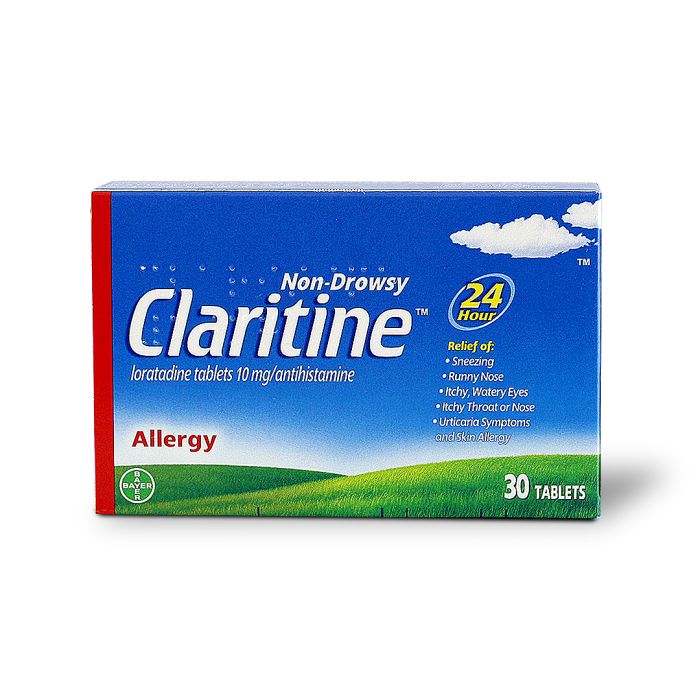 Non-Drowsy
Claritine™
loratadine tablets 10 mg/antihistamine
Allergy
24
Hour
™
Relief of:
• Sneezing
• Runny Nose
• Itchy, Watery Eyes
• Itchy Throat or Nose
• Urticaria Symptoms
and Skin Allergy
BAYER
BAYER
30 TABLETS